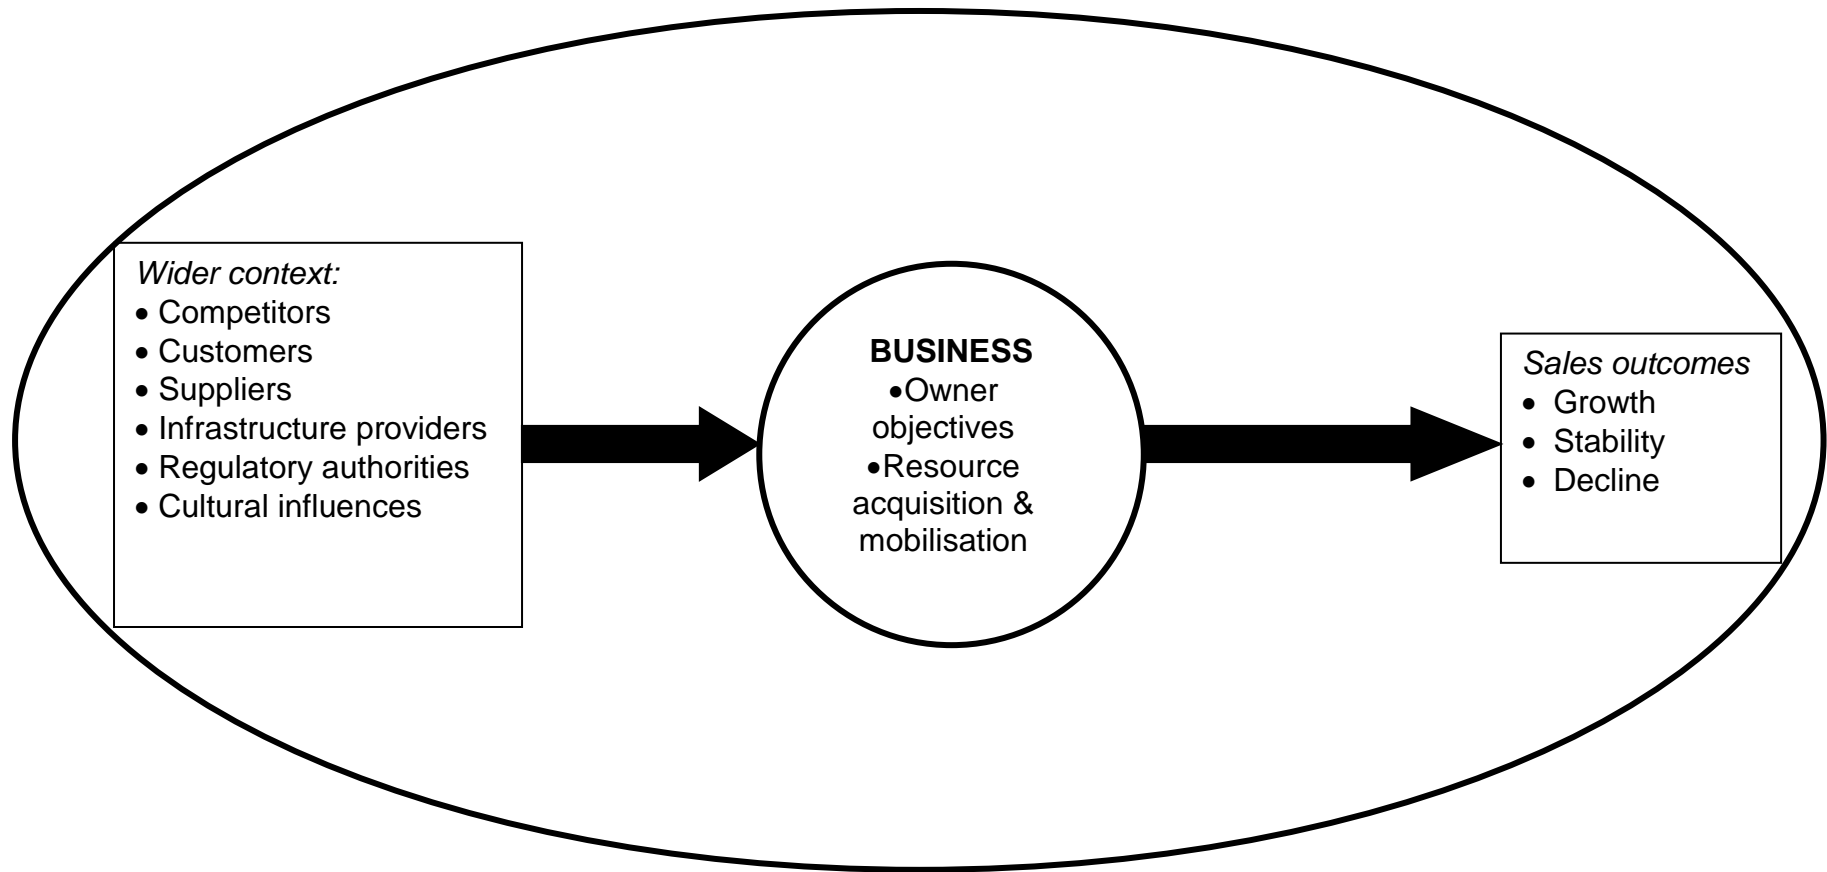 Wider context:
• Competitors
• Customers
• Suppliers
• Infrastructure providers
• Regulatory authorities
• Cultural influences
BUSINESS
•Owner
objectives
•Resource
acquisition &
mobilisation
Sales outcomes
• Growth
• Stability
• Decline